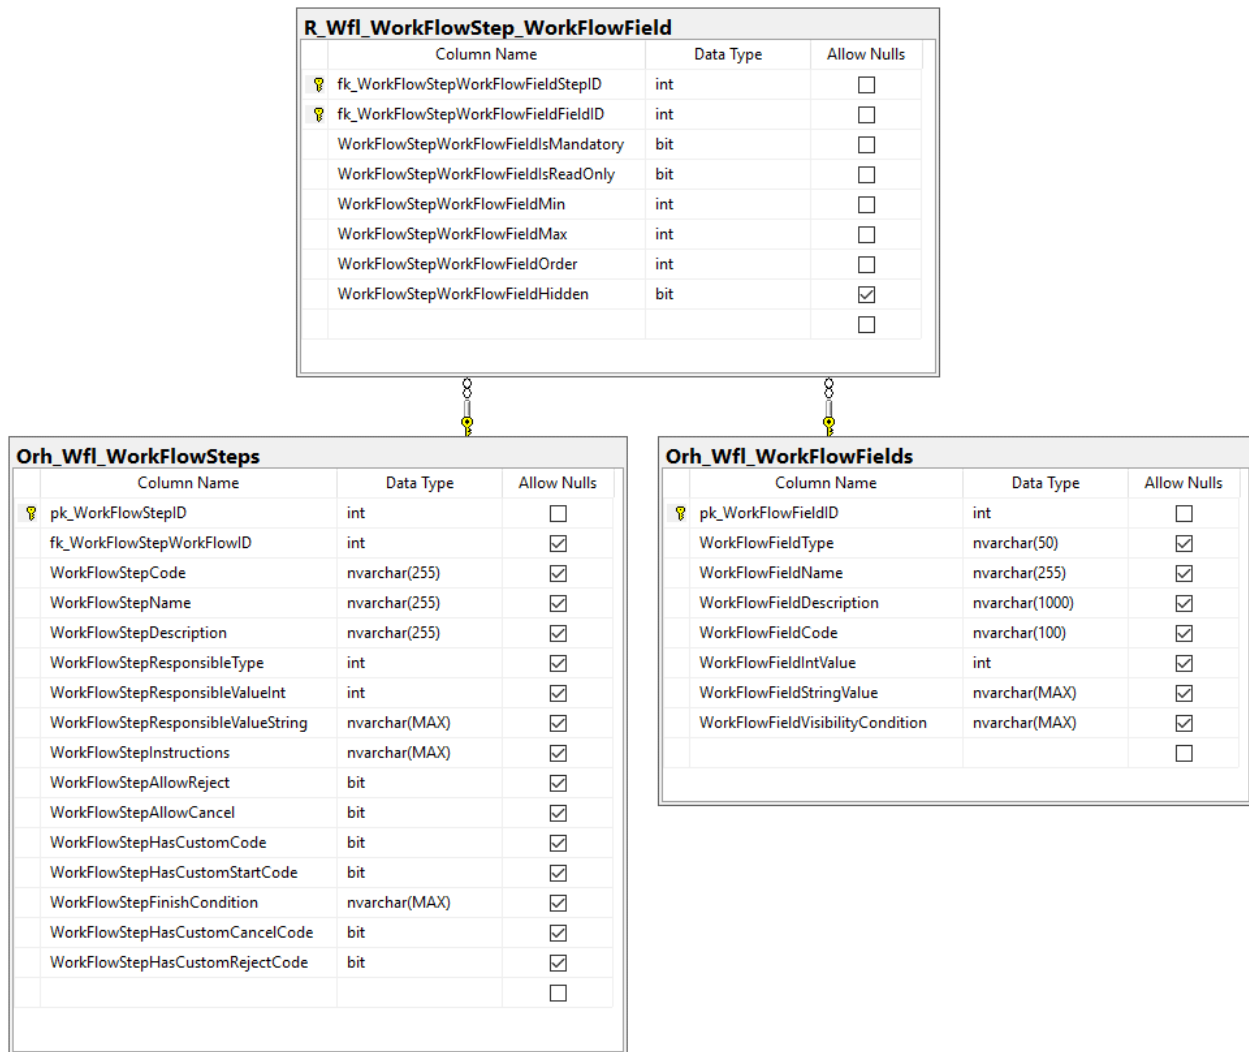 R_Wfl_WorkFlowStep_WorkFlowField
Column Name Data Type Allow Nulls
fk_WorkFlowStepWorkFlowFieldStepID int
fk_WorkFlowStepWorkFlowFieldFieldID int
WorkFlowStepWorkFlowFieldIsMandatory bit
WorkFlowStepWorkFlowFieldIsReadOnly bit
WorkFlowStepWorkFlowFieldMin int
WorkFlowStepWorkFlowFieldMax int
WorkFlowStepWorkFlowFieldOrder int
WorkFlowStepWorkFlowFieldHidden bit
Orh_Wfl_WorkFlowSteps
Column Name Data Type Allow Nulls
pk_WorkFlowStepID int
fk_WorkFlowStepWorkFlowID int
WorkFlowStepCode nvarchar(255)
WorkFlowStepName nvarchar(255)
WorkFlowStepDescription nvarchar(255)
WorkFlowStepResponsibleType int
WorkFlowStepResponsibleValueInt int
WorkFlowStepResponsibleValueString nvarchar(MAX)
WorkFlowStepInstructions nvarchar(MAX)
WorkFlowStepAllowReject bit
WorkFlowStepAllowCancel bit
WorkFlowStepHasCustomCode bit
WorkFlowStepHasCustomStartCode bit
WorkFlowStepFinishCondition nvarchar(MAX)
WorkFlowStepHasCustomCancelCode bit
WorkFlowStepHasCustomRejectCode bit
Orh_Wfl_WorkFlowFields
Column Name Data Type Allow Nulls
pk_WorkFlowFieldID int
WorkFlowFieldType nvarchar(50)
WorkFlowFieldName nvarchar(255)
WorkFlowFieldDescription nvarchar(1000)
WorkFlowFieldCode nvarchar(100)
WorkFlowFieldIntValue int
WorkFlowFieldStringValue nvarchar(MAX)
WorkFlowFieldVisibilityCondition nvarchar(MAX)